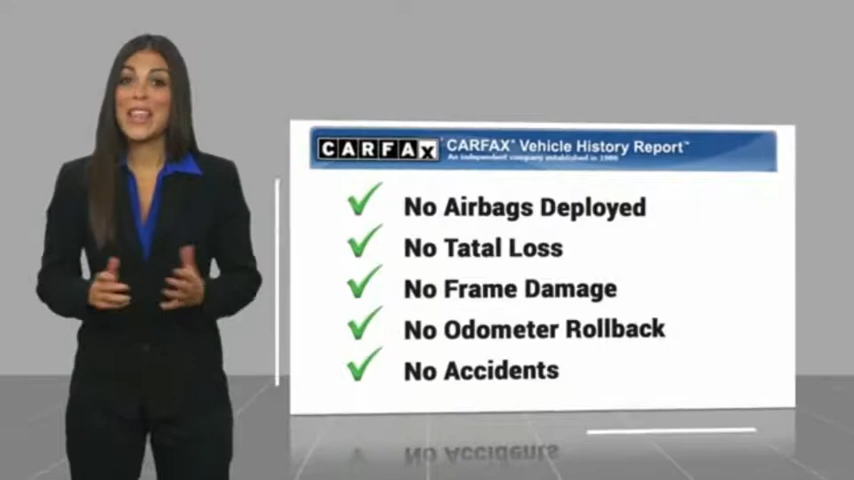 CARFAX CARFAX® Vehicle History Report™
An independent company established in 1986
No Airbags Deployed
No Tatal Loss
No Frame Damage
No Odometer Rollback
No Accidents
No Accidents